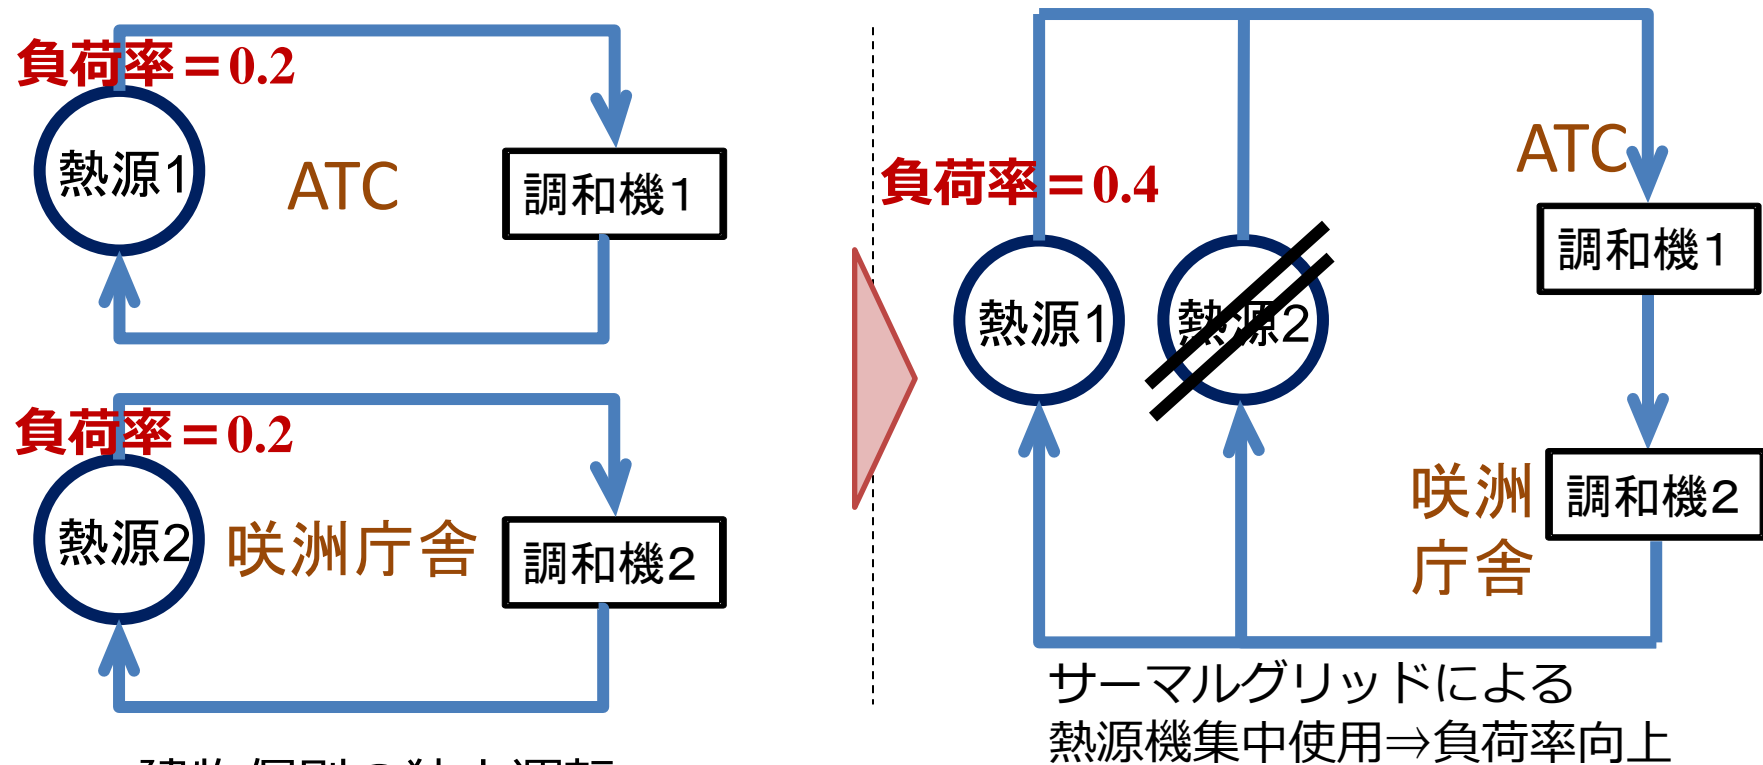 負荷率＝0.2
熱源1
ATC
調和機1
負荷率＝0.2
熱源2
咲洲庁舎
調和機2
負荷率＝0.4
熱源1
熱源2
ATC
調和機1
咲洲
庁舎
調和機2
サーマルグリッドによる
熱源機集中使用⇒負荷率向上